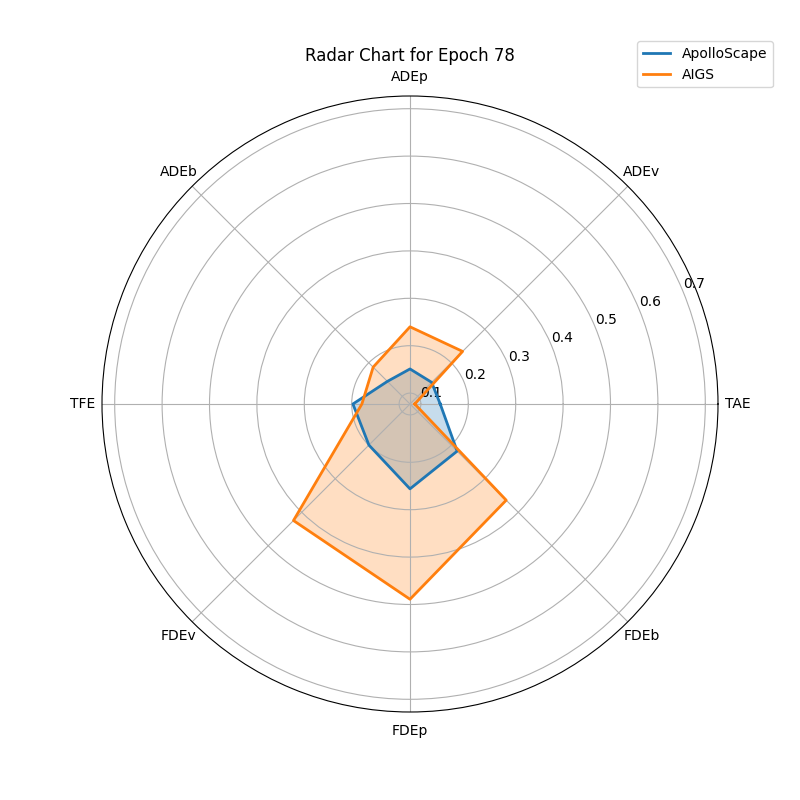 Radar Chart for Epoch 78
ApolloScape
AIGS
ADEp
ADEb
ADEv
0.7
0.6
0.5
0.4
0.3
0.2
0.1
TFE
TAE
FDEv
FDEb
FDEp